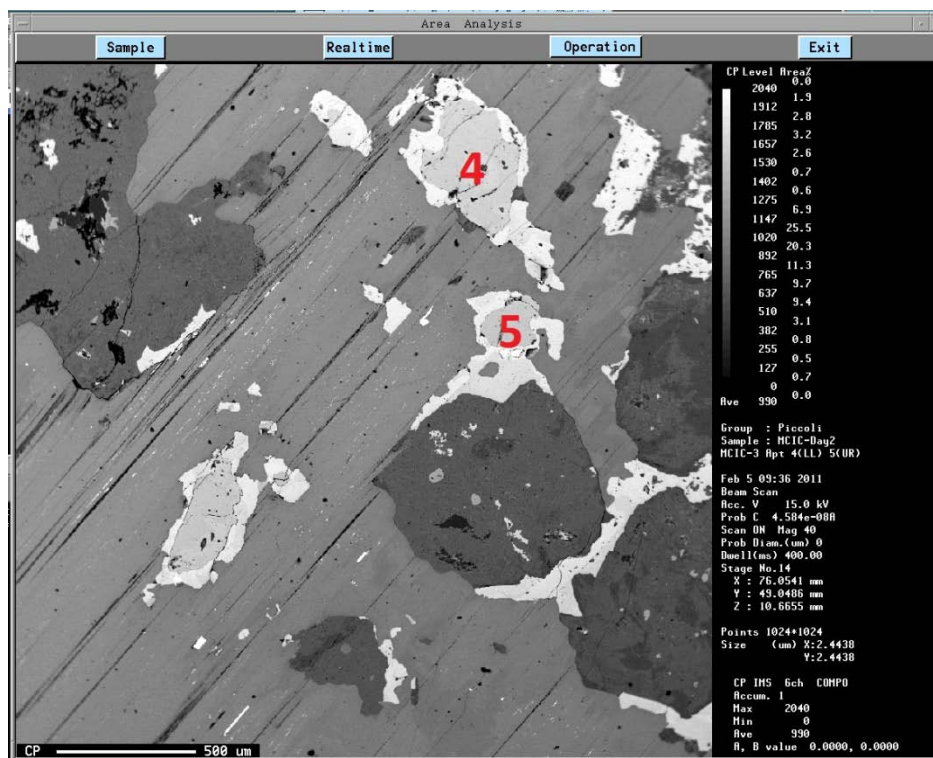 Area Analysis
Sample Realtime Operation Exit
CP Level Area%
0.0
2040
1.9
1912
2.8
1785
3.2
1657
2.6
1530
0.7
1402
0.6
1275
6.9
1147
25.5
1020
20.3
892
11.3
765
9.7
637
9.4
510
3.1
382
0.8
255
0.5
127
0.7
0
0.0
Ave 990
Group : Piccoli
Sample : MCIC-Day2
MCIC-3 Apt 4(LL) 5(UR)
Feb 5 09:36 2011
Beam Scan
Acc. V 15.0 kV
Prob C 4.584e-08A
Scan ON Mag 40
Prob Diam.(um) 0
Dwell(ms) 400.00
Stage No.14
X : 76.0541 mm
Y : 49.0486 mm
Z : 10.6655 mm
Points 1024*1024
Size (um) X:2.4438
Y:2.4438
CP IMS 6ch COMPO
Accum. 1
Max 2040
Min 0
Ave 990
A, B value 0.0000, 0.0000
4
5
CP 500 um